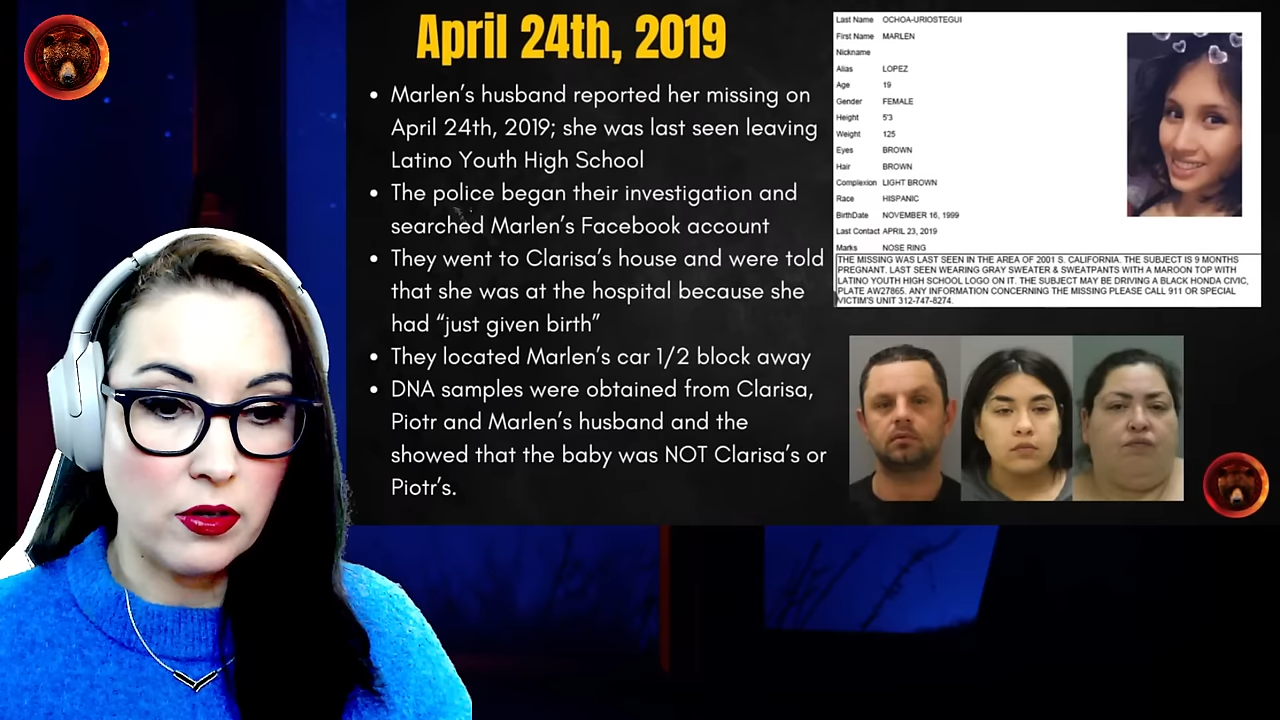 April 24th, 2019
• Marlen's husband reported her missing on
April 24th, 2019; she was last seen leaving
Latino Youth High School
• The police began their investigation and
searched Marlen's Facebook account
• They went to Clarisa's house and were told
that she was at the hospital because she
had “just given birth”
• They located Marlen's car 1/2 block away
• DNA samples were obtained from Clarisa,
Piotr and Marlen's husband and the
showed that the baby was NOT Clarisa's or
Piotr's.
Last Name OCHOA-URIOSTEGUI
First Name MARLEN
Nickname
Alias LOPEZ
Age 19
Gender FEMALE
Height 5'3
Weight 125
Eyes BROWN
Hair BROWN
Complexion LIGHT BROWN
Race HISPANIC
BirthDate NOVEMBER 16, 1999
Last Contact APRIL 23, 2019
Marks NOSE RING
THE MISSING WAS LAST SEEN IN THE AREA OF 2001 S. CALIFORNIA. THE SUBJECT IS 9 MONTHS
PREGNANT. LAST SEEN WEARING GRAY SWEATER & SWEATPANTS WITH A MAROON TOP WITH
LATINO YOUTH HIGH SCHOOL LOGO ON IT. THE SUBJECT MAY BE DRIVING A BLACK HONDA CIVIC,
PLATE AW27865. ANY INFORMATION CONCERNING THE MISSING PLEASE CALL 911 OR SPECIAL
VICTIM'S UNIT 312-747-8274.